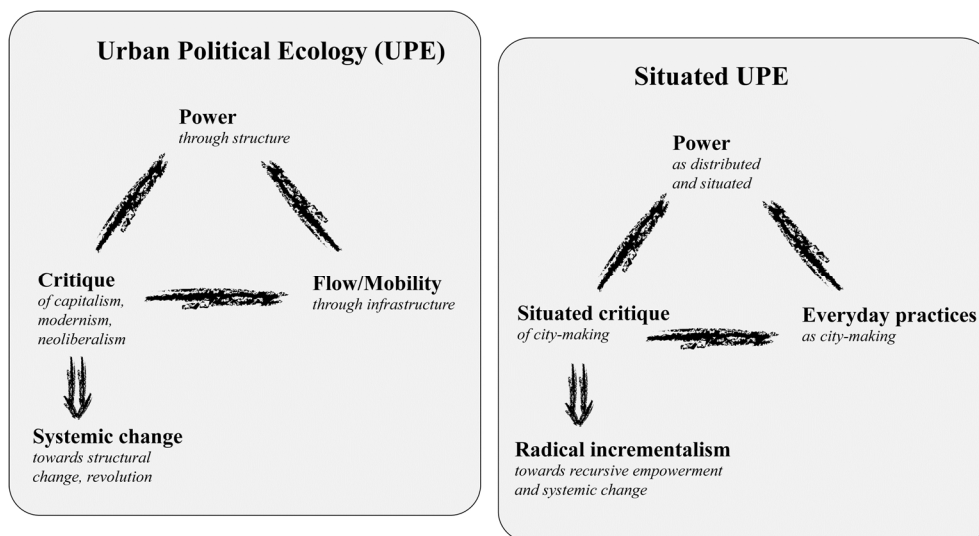 Urban Political Ecology (UPE)
Power
through structure
Critique
of capitalism,
modernism,
neoliberalism
Flow/Mobility
through infrastructure
Systemic change
towards structural
change, revolution
Situated UPE
Power
as distributed
and situated
Situated critique
of city-making
Everyday practices
as city-making
Radical incrementalism
towards recursive empowerment
and systemic change